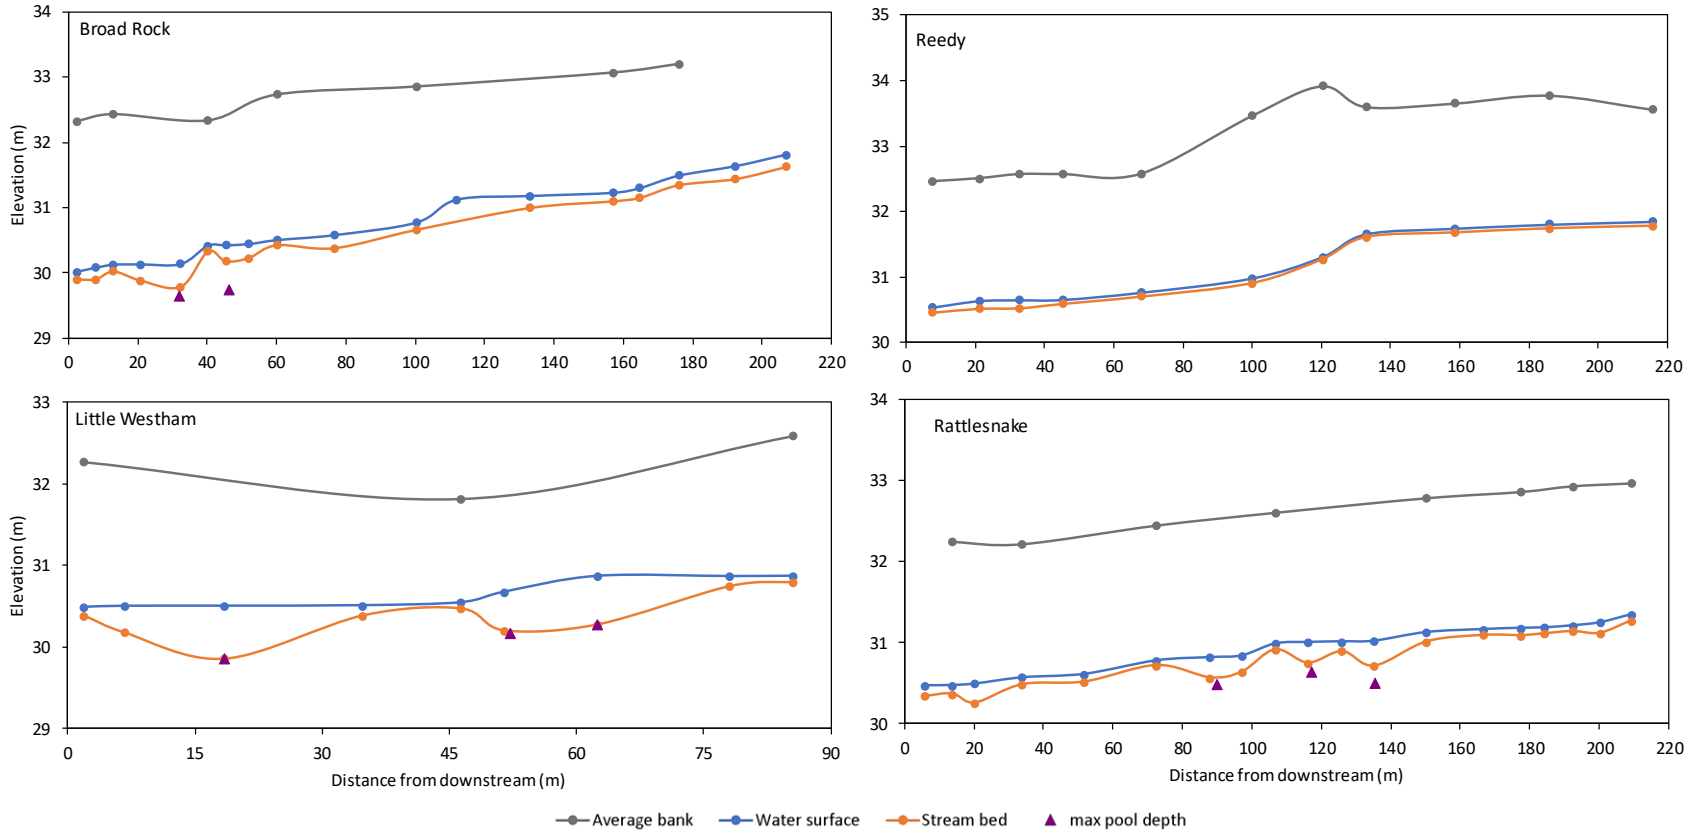 Broad Rock
Elevation (m)
34
33
32
31
30
29
0 20 40 60 80 100 120 140 160 180 200 220
Reedy
35
34
33
32
31
30
0 20 40 60 80 100 120 140 160 180 200 220
Little Westham
Elevation (m)
33
32
31
30
29
0 15 30 45 60 75 90
Distance from downstream (m)
Rattlesnake
34
33
32
31
30
0 20 40 60 80 100 120 140 160 180 200 220
Distance from downstream (m)
Average bank Water surface Stream bed max pool depth